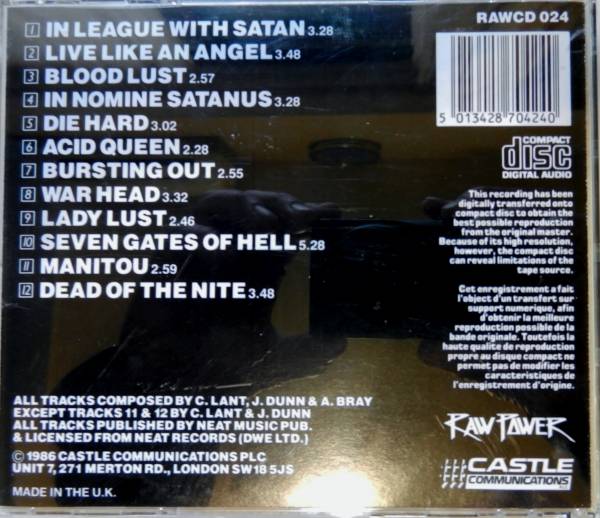 1 IN LEAGUE WITH SATAN 3.28
2 LIVE LIKE AN ANGEL 3.48
3 BLOOD LUST 2.57
4 IN NOMINE SATANUS 3.28
5 DIE HARD 3.02
6 ACID QUEEN 2.28
7 BURSTING OUT 2.55
8 WAR HEAD 3.32
9 LADY LUST 2.46
10 SEVEN GATES OF HELL 5.28
11 MANITOU 2.59
12 DEAD OF THE NITE 3.48
ALL TRACKS COMPOSED BY C. LANT, J. DUNN & A. BRAY
EXCEPT TRACKS 11 & 12 BY C. LANT & J. DUNN
ALL TRACKS PUBLISHED BY NEAT MUSIC PUB.
& LICENSED FROM NEAT RECORDS (DWE LTD.)
© 1986 CASTLE COMMUNICATIONS PLC
UNIT 7, 271 MERTON RD., LONDON SW18 5JS
MADE IN THE U.K.
RAWCD 024
5 013428 704240
COMPACT
disc
DIGITAL AUDIO
This recording has been
digitally transferred onto
compact disc to obtain the
best possible reproduction
from the original master.
Because of its high resolution,
however, the compact disc
can reveal limitations of the
tape source.
Cet enregistrement a fait
l'object d'un transfert sur
support numerique, afin
d'obtenir la meilleure
reproduction possible de la
bande originale. Toutefois la
haute qualite de reproduction
propre au disque compact ne
permet pas de modifier les
caracteristiques de
l'enregistrement d'origine.
RAW POWER
CASTLE
COMMUNICATIONS